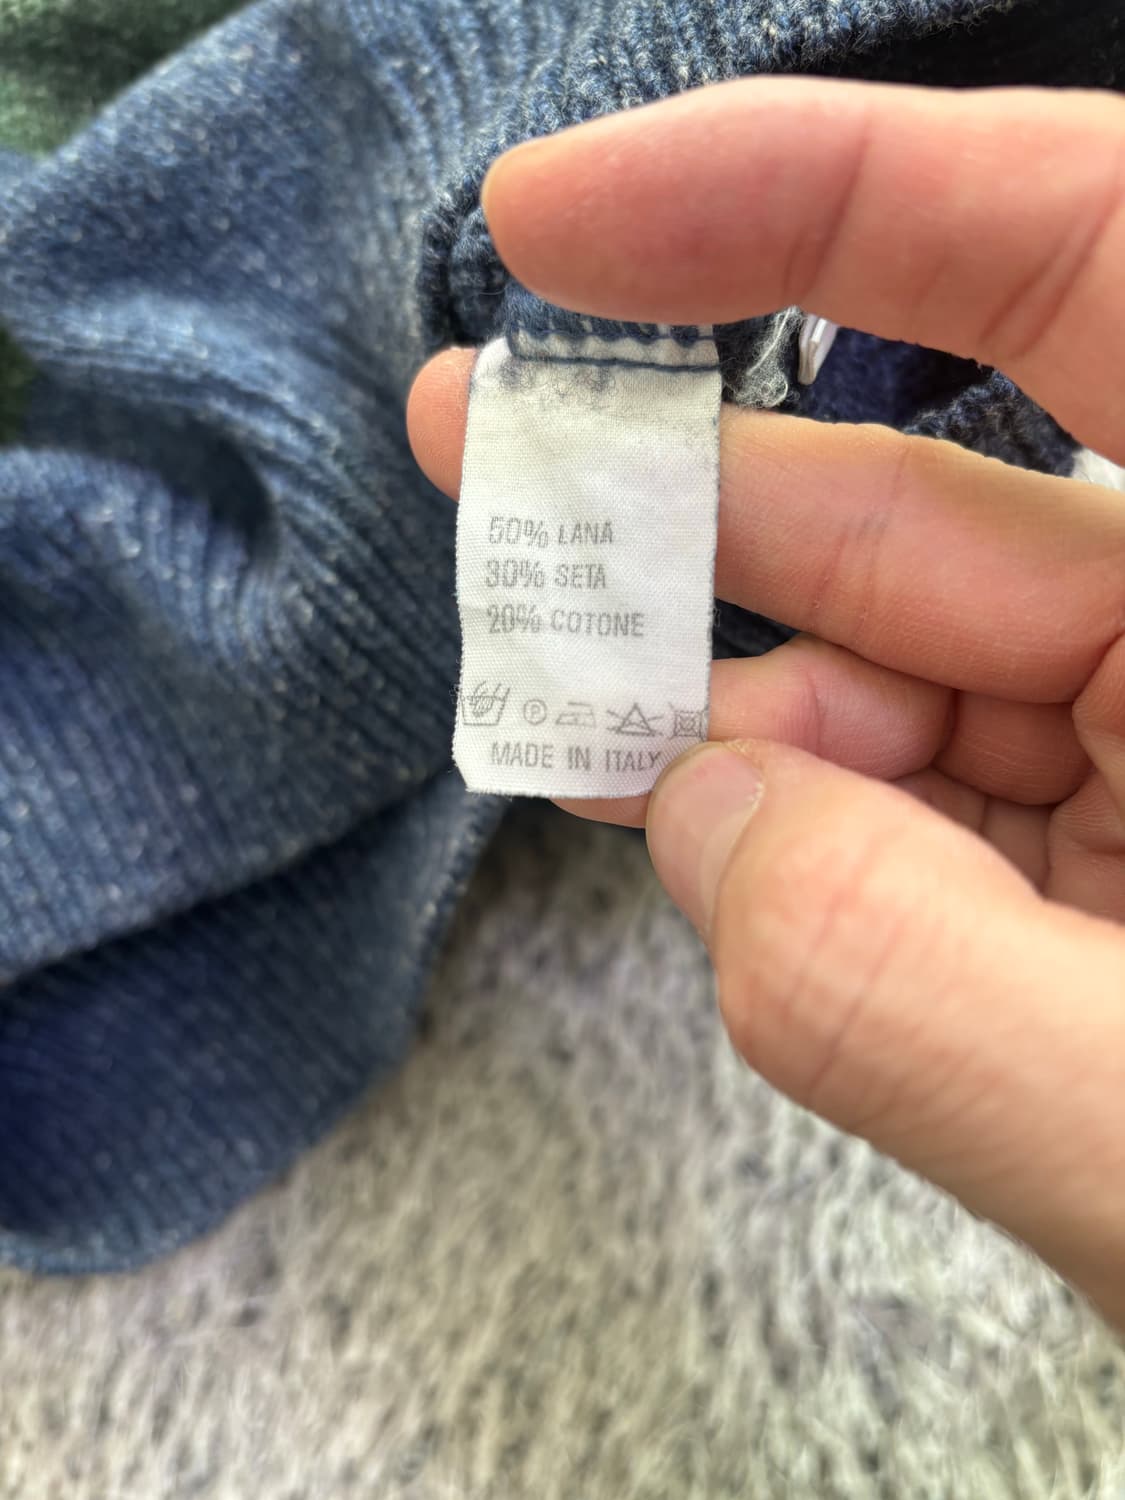 50% LANA
30% SETA
20% COTONE
P
MADE IN ITALY